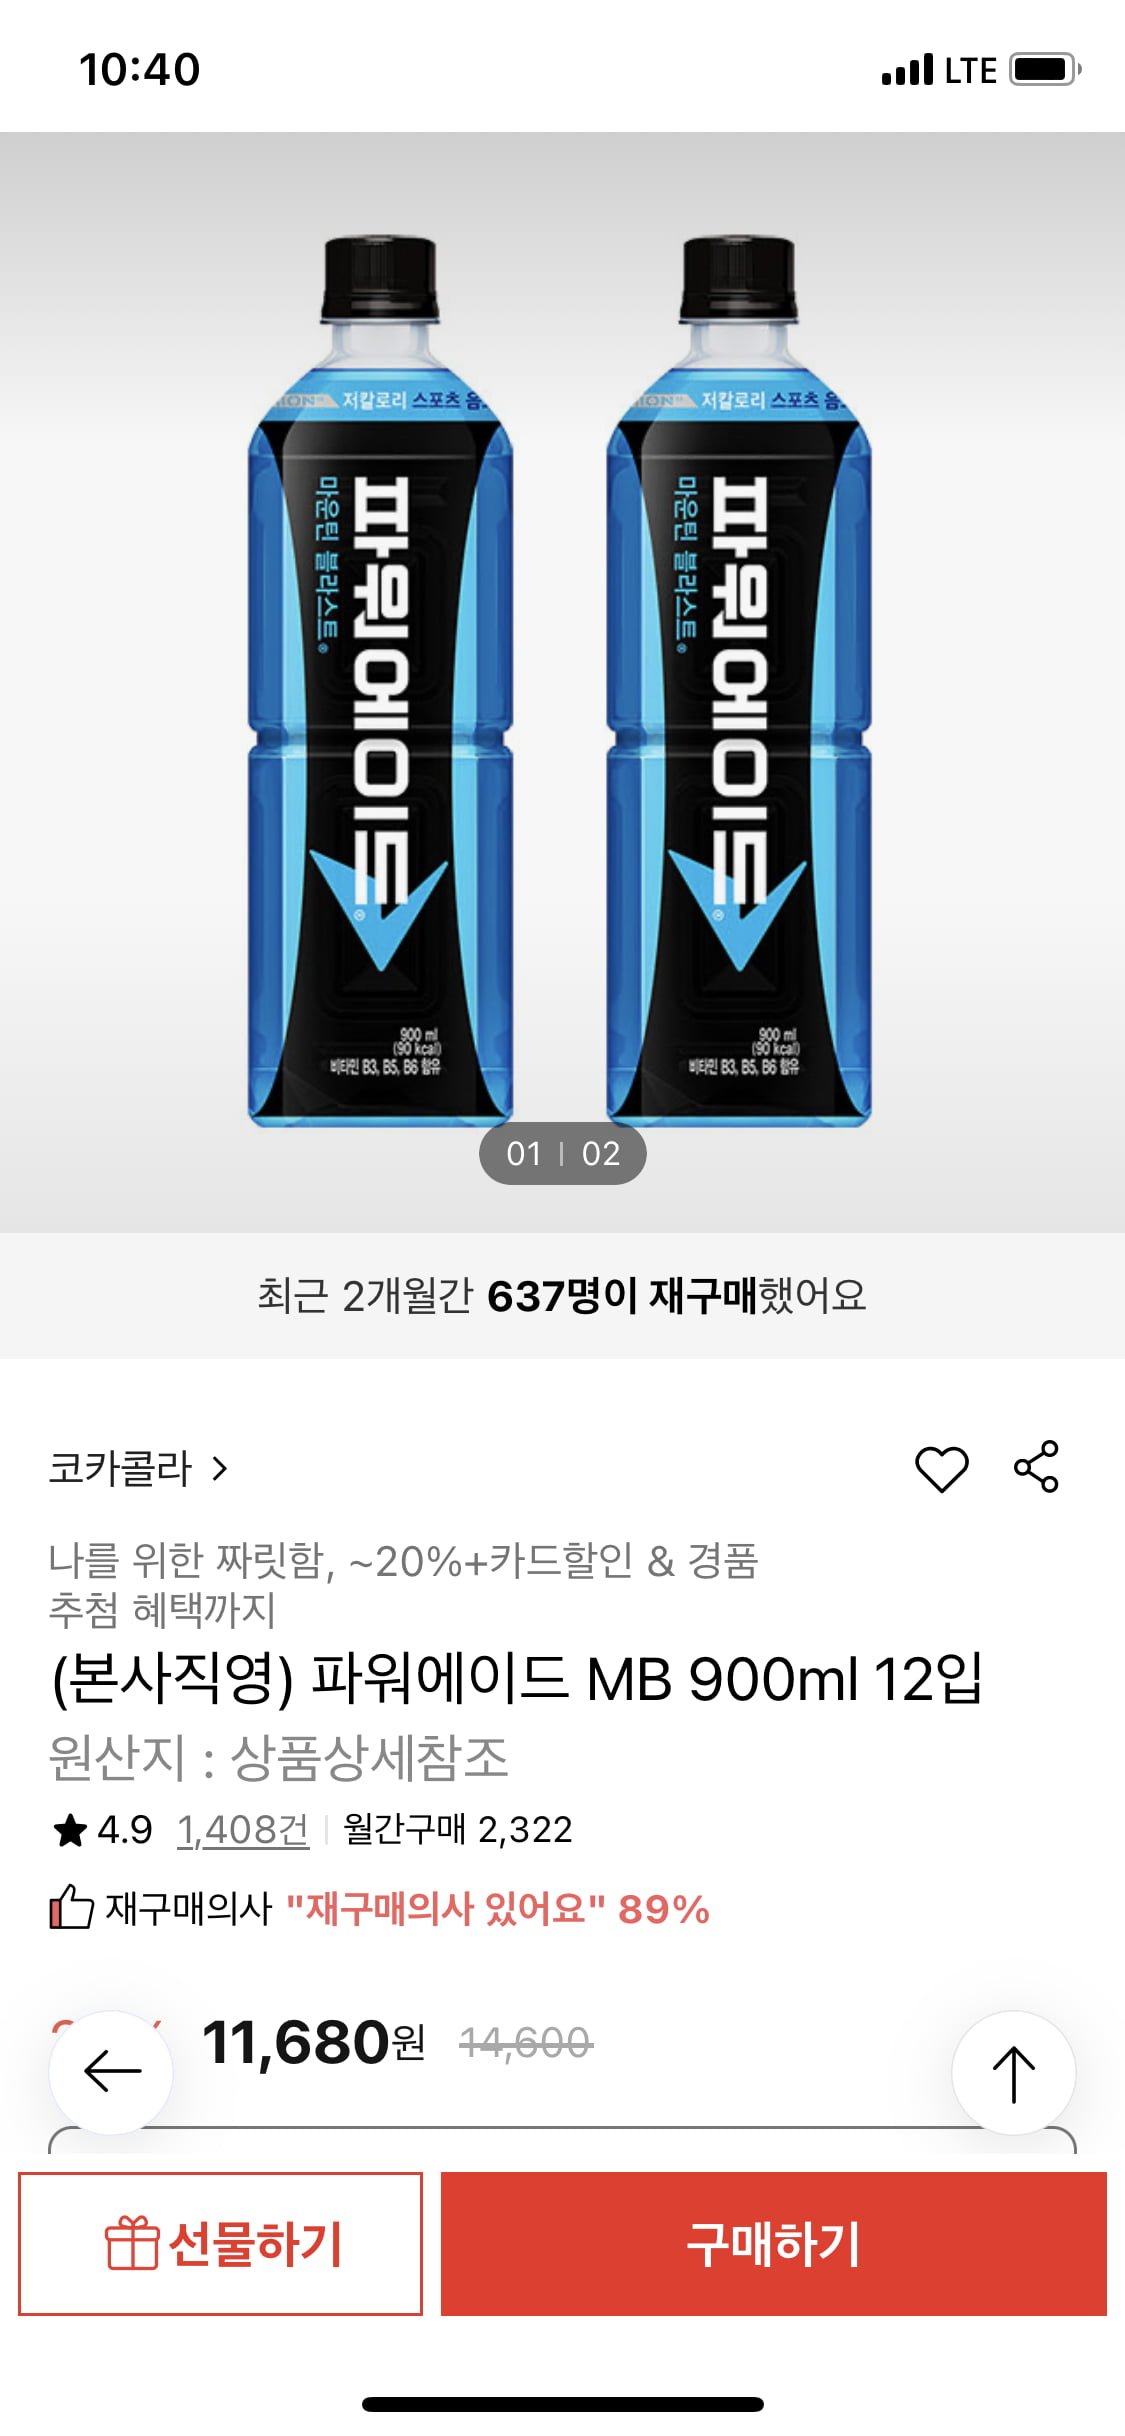 10:40
LTE
저칼로리 스포츠
저칼로리 스포츠
파워에이드
마운틴 블라스트®
파워에이드
마운틴 블라스트®
900 ml
(90 kcal)
비타민 B3, B5, B6 함유
900 ml
(90 kcal)
비타민 B3, B5, B6 함유
01 | 02
최근 2개월간 637명이 재구매했어요
코카콜라 >
나를 위한 짜릿함, ~20%+카드할인 & 경품
추첨 혜택까지
(본사직영) 파워에이드 MB 900ml 12입
원산지 : 상품상세참조
★ 4.9 1,408건 | 월간구매 2,322
재구매의사 "재구매의사 있어요" 89%
11,680원 14,600
선물하기
구매하기